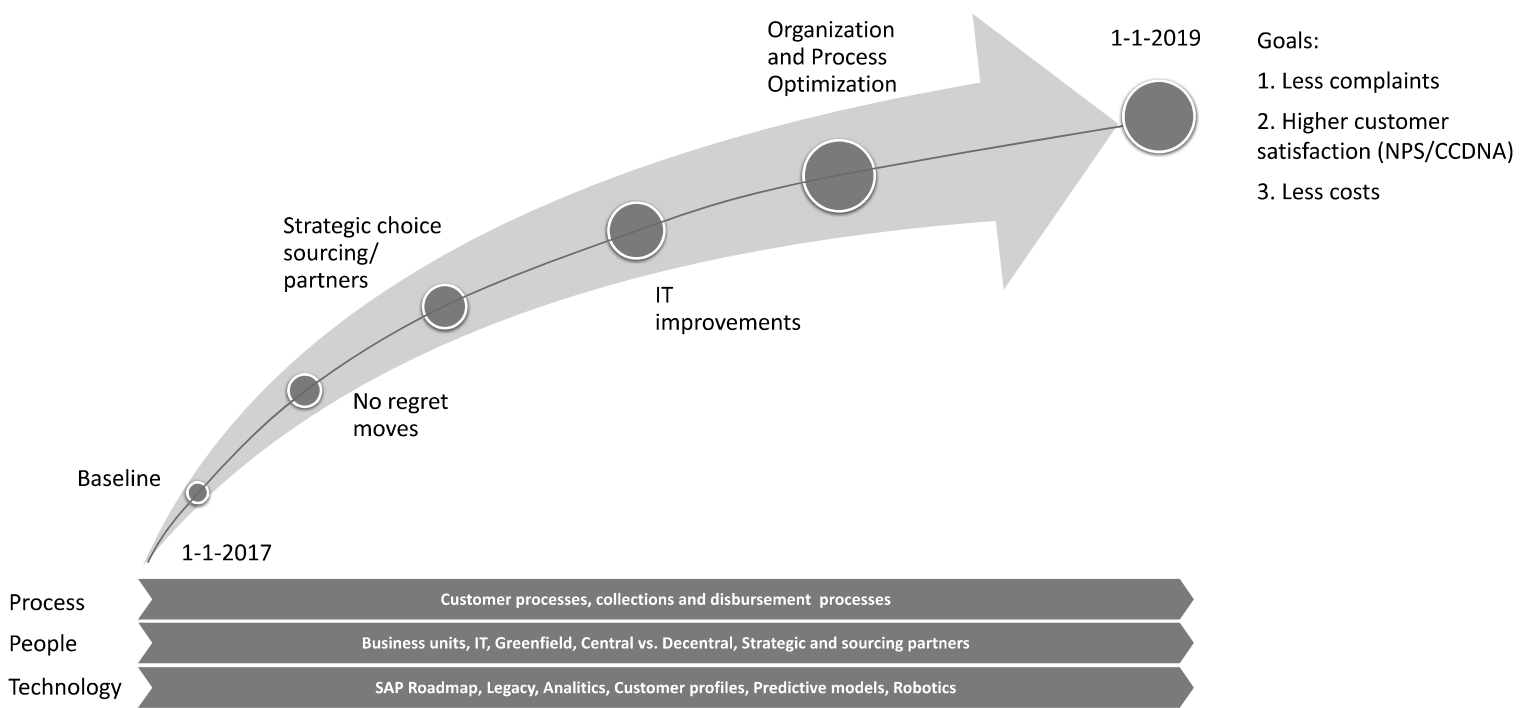 Organization
and Process
Optimization
1-1-2019
Goals:
1. Less complaints
2. Higher customer
satisfaction (NPS/CCDNA)
3. Less costs
Strategic choice
sourcing/
partners
IT
improvements
No regret
moves
Baseline
1-1-2017
Process
Customer processes, collections and disbursement processes
People
Business units, IT, Greenfield, Central vs. Decentral, Strategic and sourcing partners
Technology
SAP Roadmap, Legacy, Analitics, Customer profiles, Predictive models, Robotics